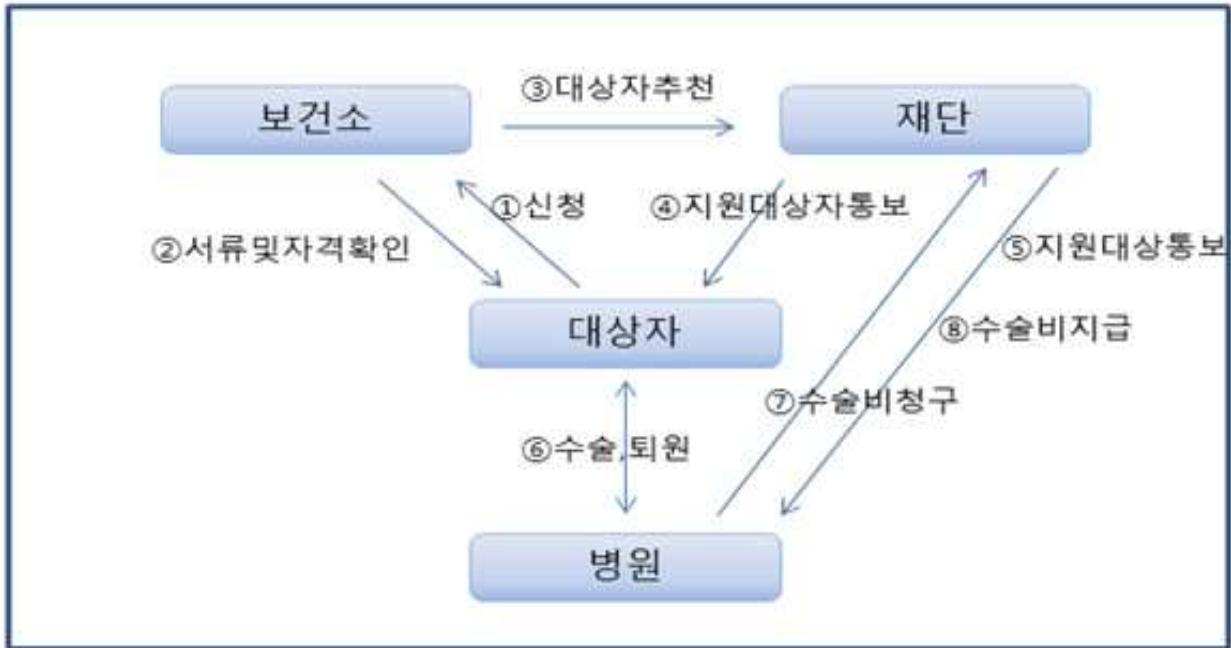 ③대상자추천
보건소
재단
①신청
④지원대상자통보
②서류및자격확인
⑤지원대상통보
대상자
⑧수술비지급
⑦수술비청구
⑥수술,퇴원
병원